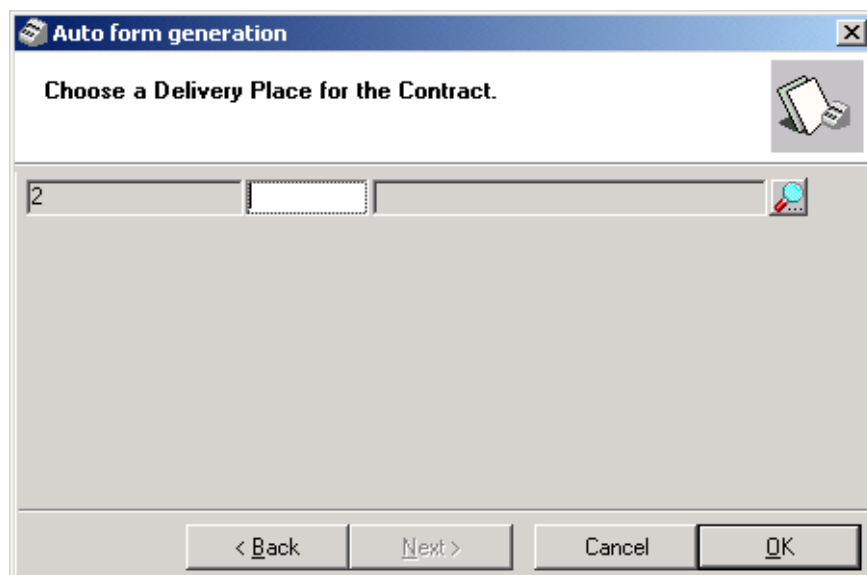 Auto form generation
Choose a Delivery Place for the Contract.
2
< Back Next > Cancel OK